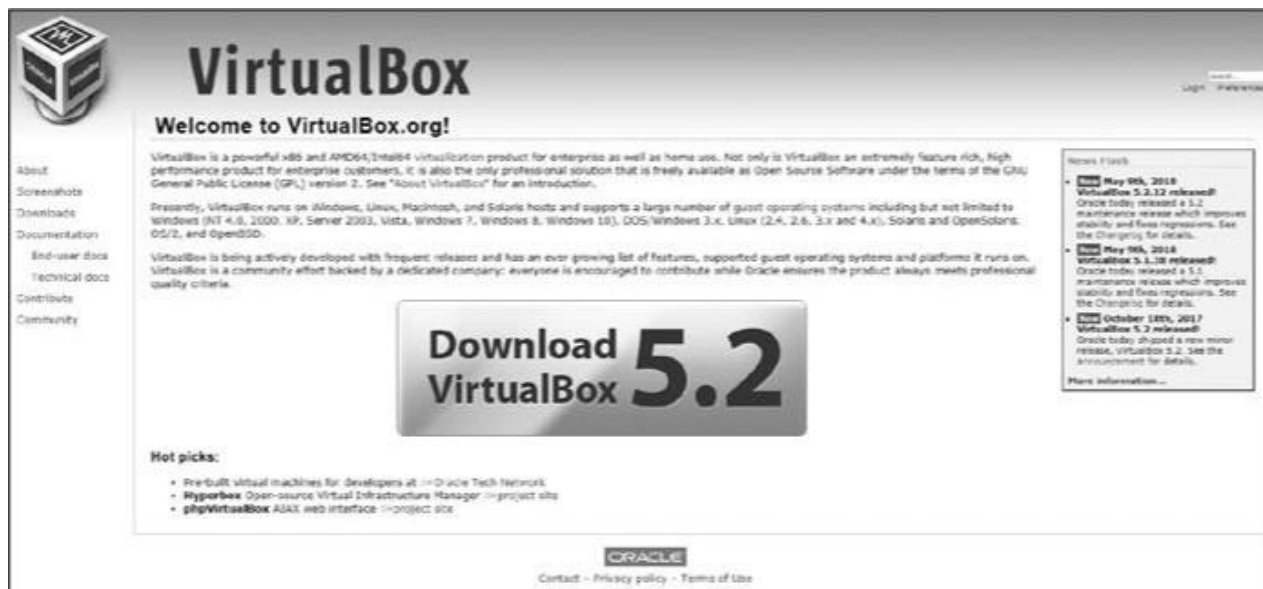 VirtualBox
search...
Login Preferences
Welcome to VirtualBox.org!
About
Screenshots
Downloads
Documentation
End-user docs
Technical docs
Contribute
Community
VirtualBox is a powerful x86 and AMD64/Intel64 virtualization product for enterprise as well as home use. Not only is VirtualBox an extremely feature rich, high
performance product for enterprise customers, it is also the only professional solution that is freely available as Open Source Software under the terms of the GNU
General Public License (GPL) version 2. See "About VirtualBox" for an introduction.
Presently, VirtualBox runs on Windows, Linux, Macintosh, and Solaris hosts and supports a large number of guest operating systems including but not limited to
Windows (NT 4.0, 2000, XP, Server 2003, Vista, Windows 7, Windows 8, Windows 10), DOS/Windows 3.x, Linux (2.4, 2.6, 3.x and 4.x), Solaris and OpenSolaris,
OS/2, and OpenBSD.
VirtualBox is being actively developed with frequent releases and has an ever growing list of features, supported guest operating systems and platforms it runs on.
VirtualBox is a community effort backed by a dedicated company: everyone is encouraged to contribute while Oracle ensures the product always meets professional
quality criteria.
Download
VirtualBox 5.2
Hot picks:
• Pre-built virtual machines for developers at Oracle Tech Network
• Hyperbox Open-source Virtual Infrastructure Manager project site
• phpVirtualBox AJAX web interface project site
News Flash
• New May 9th, 2018
VirtualBox 5.2.12 released!
Oracle today released a 5.2
maintenance release which improves
stability and fixes regressions. See
the Changelog for details.
• New May 9th, 2018
VirtualBox 5.1.38 released!
Oracle today released a 5.1
maintenance release which improves
stability and fixes regressions. See
the Changelog for details.
• New October 18th, 2017
VirtualBox 5.2 released!
Oracle today shipped a new minor
release, VirtualBox 5.2. See the
announcement for details.
More information...
ORACLE
Contact – Privacy policy – Terms of Use